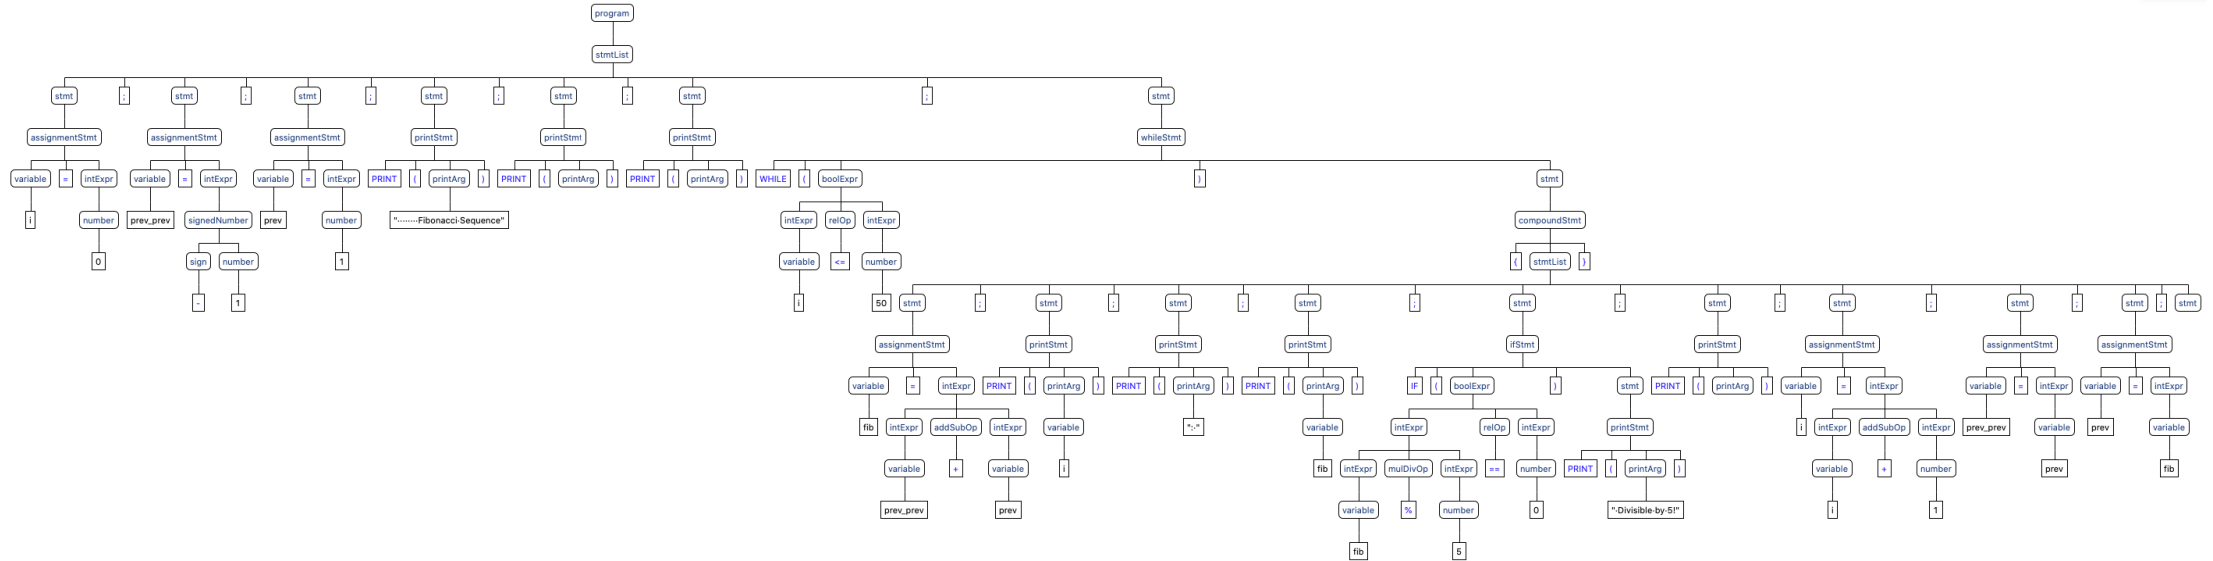 program
stmtList
stmt ; stmt ; stmt ; stmt ; stmt ; stmt ; stmt
assignmentStmt assignmentStmt assignmentStmt printStmt printStmt printStmt whileStmt
variable = intExpr variable = intExpr variable = intExpr PRINT ( printArg ) PRINT ( printArg ) PRINT ( printArg ) WHILE ( boolExpr ) stmt
i number prev_prev signedNumber prev number "········Fibonacci·Sequence" intExpr relOp intExpr compoundStmt
0 sign number 1 variable <= number { stmtList }
- 1 i 50 stmt ; stmt ; stmt ; stmt ; stmt ; stmt ; stmt ; stmt ; stmt ; stmt
assignmentStmt printStmt printStmt printStmt ifStmt printStmt assignmentStmt assignmentStmt assignmentStmt
variable = intExpr PRINT ( printArg ) PRINT ( printArg ) PRINT ( printArg ) IF ( boolExpr ) stmt PRINT ( printArg ) variable = intExpr variable = intExpr variable = intExpr
fib intExpr addSubOp intExpr variable ":·" variable intExpr relOp intExpr printStmt i intExpr addSubOp intExpr prev_prev variable prev variable
variable + variable i fib intExpr mulDivOp intExpr == number PRINT ( printArg ) variable + number prev fib
prev_prev prev variable % number 0 "·Divisible·by·5!" i 1
fib 5